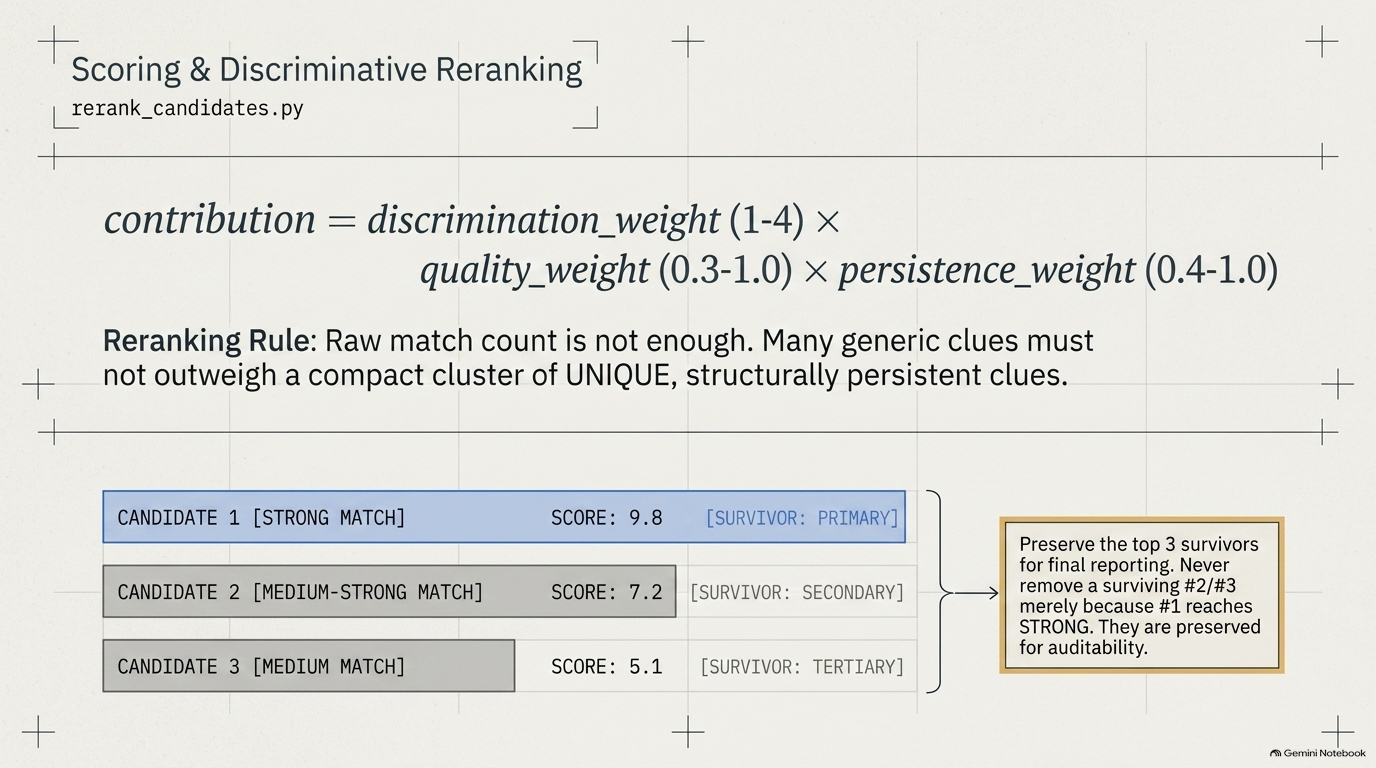 Scoring & Discriminative Reranking
rerank_candidates.py
contribution = discrimination_weight (1-4) ×
quality_weight (0.3-1.0) × persistence_weight (0.4-1.0)
Reranking Rule: Raw match count is not enough. Many generic clues must
not outweigh a compact cluster of UNIQUE, structurally persistent clues.
CANDIDATE 1 [STRONG MATCH] SCORE: 9.8 [SURVIVOR: PRIMARY]
CANDIDATE 2 [MEDIUM-STRONG MATCH] SCORE: 7.2 [SURVIVOR: SECONDARY]
CANDIDATE 3 [MEDIUM MATCH] SCORE: 5.1 [SURVIVOR: TERTIARY]
Preserve the top 3 survivors
for final reporting. Never
remove a surviving #2/#3
merely because #1 reaches
STRONG. They are preserved
for auditability.
Gemini Notebook